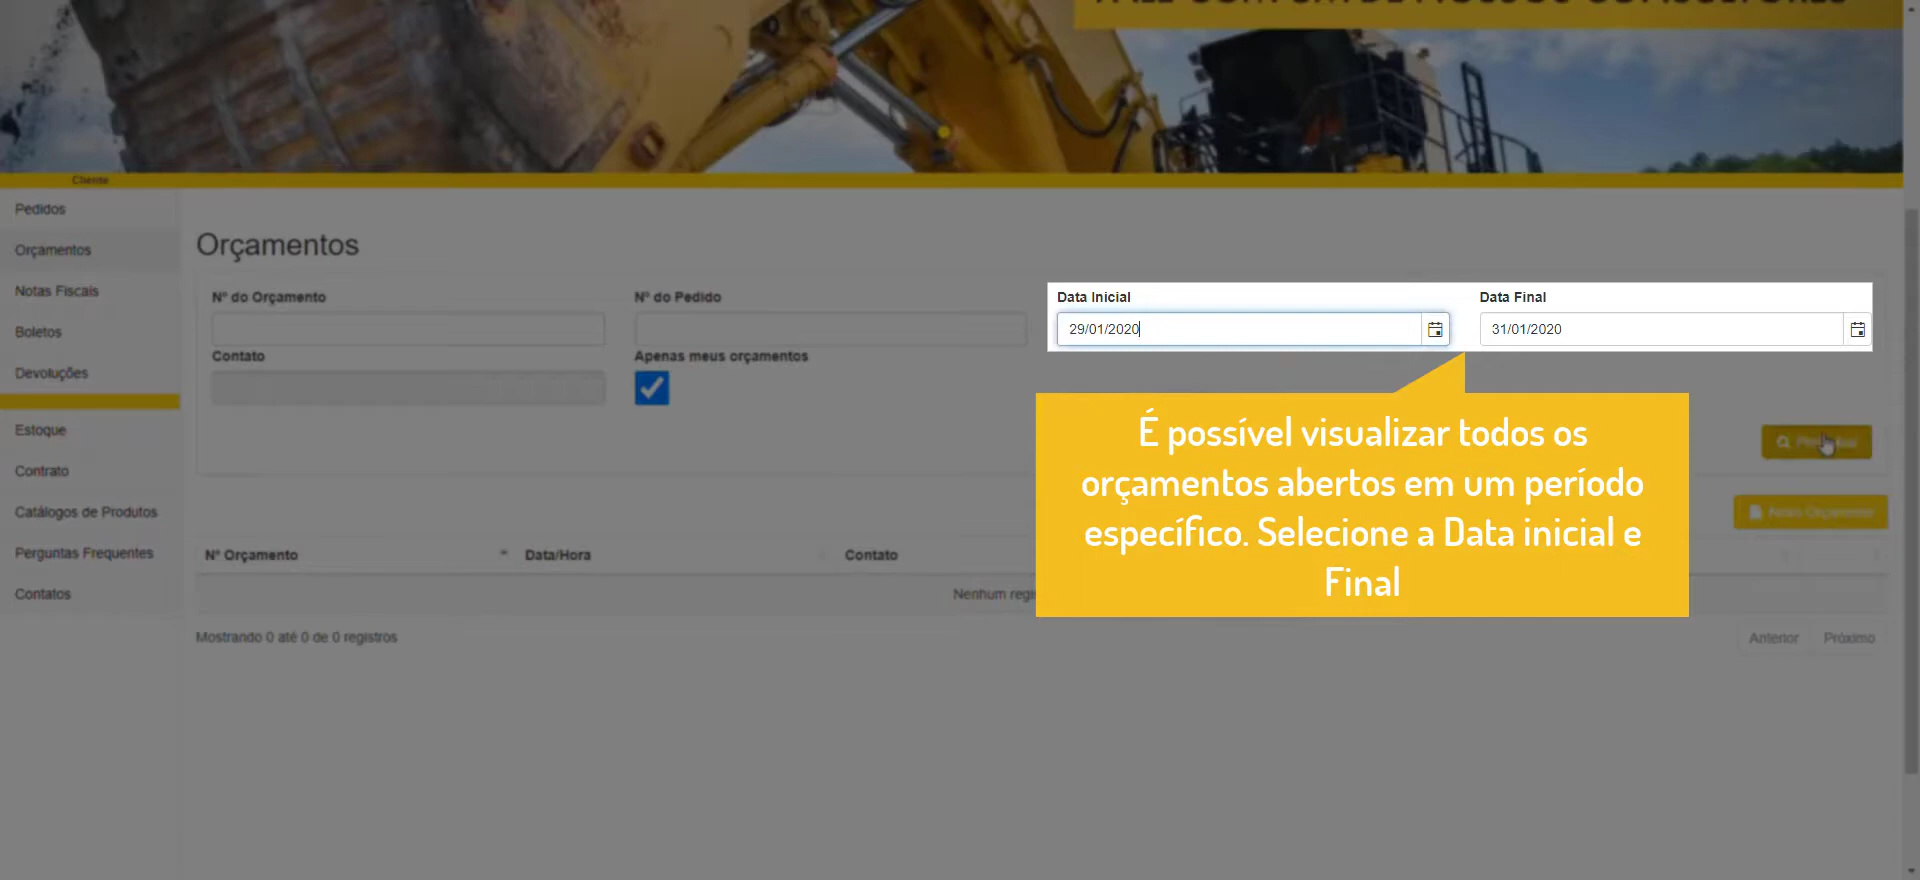 Cliente
Pedidos
Orçamentos
Notas Fiscais
Boletos
Devoluções
Estoque
Contrato
Catálogos de Produtos
Perguntas Frequentes
Contatos
Orçamentos
Nº do Orçamento
Nº do Pedido
Data Inicial
Data Final
29/01/2020
31/01/2020
Contato
Apenas meus orçamentos
É possível visualizar todos os
orçamentos abertos em um período
específico. Selecione a Data inicial e
Final
Nº Orçamento
Data/Hora
Contato
Nenhum
Mostrando 0 até 0 de 0 registros
Anterior
Próximo